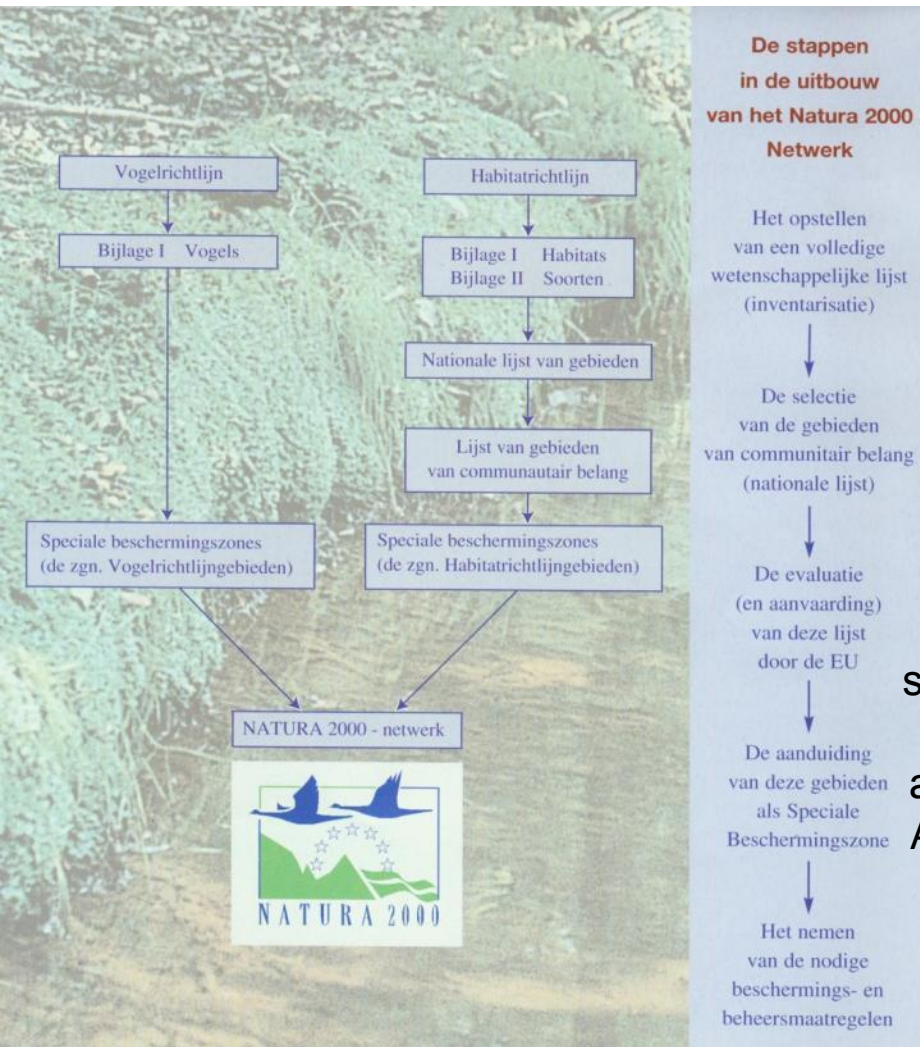 Vogelrichtlijn
Bijlage I Vogels
Speciale beschermingszones
(de zgn. Vogelrichtlijngebieden)
Habitatrichtlijn
Bijlage I Habitats
Bijlage II Soorten
Nationale lijst van gebieden
Lijst van gebieden
van communautair belang
Speciale beschermingszones
(de zgn. Habitatrichtlijngebieden)
NATURA 2000 - netwerk
NATURA 2000
De stappen
in de uitbouw
van het Natura 2000
Netwerk
Het opstellen
van een volledige
wetenschappelijke lijst
(inventarisatie)
De selectie
van de gebieden
van communitair belang
(nationale lijst)
De evaluatie
(en aanvaarding)
van deze lijst
door de EU
De aanduiding
van deze gebieden
als Speciale
Beschermingszone
Het nemen
van de nodige
beschermings- en
beheersmaatregelen